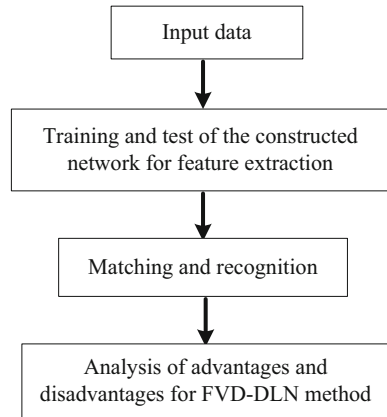 Input data
Training and test of the constructed
network for feature extraction
Matching and recognition
Analysis of advantages and
disadvantages for FVD-DLN method